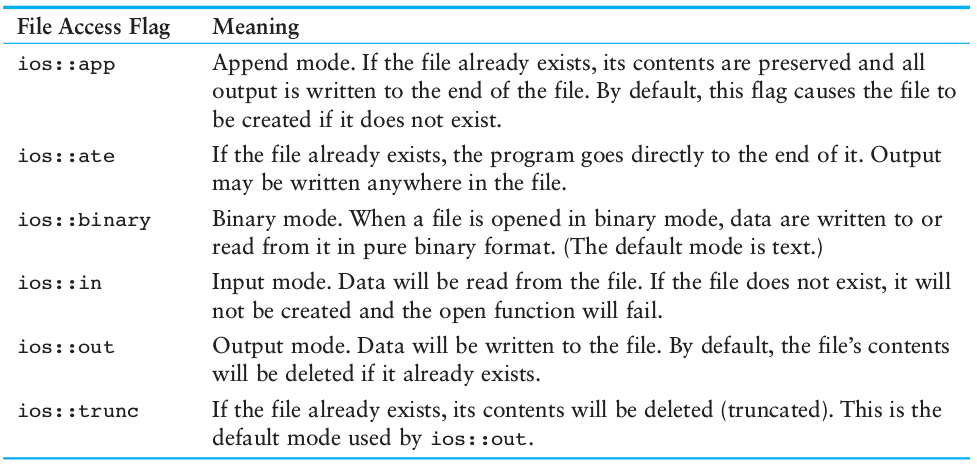 File Access Flag Meaning
ios::app Append mode. If the file already exists, its contents are preserved and all
output is written to the end of the file. By default, this flag causes the file to
be created if it does not exist.
ios::ate If the file already exists, the program goes directly to the end of it. Output
may be written anywhere in the file.
ios::binary Binary mode. When a file is opened in binary mode, data are written to or
read from it in pure binary format. (The default mode is text.)
ios::in Input mode. Data will be read from the file. If the file does not exist, it will
not be created and the open function will fail.
ios::out Output mode. Data will be written to the file. By default, the file’s contents
will be deleted if it already exists.
ios::trunc If the file already exists, its contents will be deleted (truncated). This is the
default mode used by ios::out.